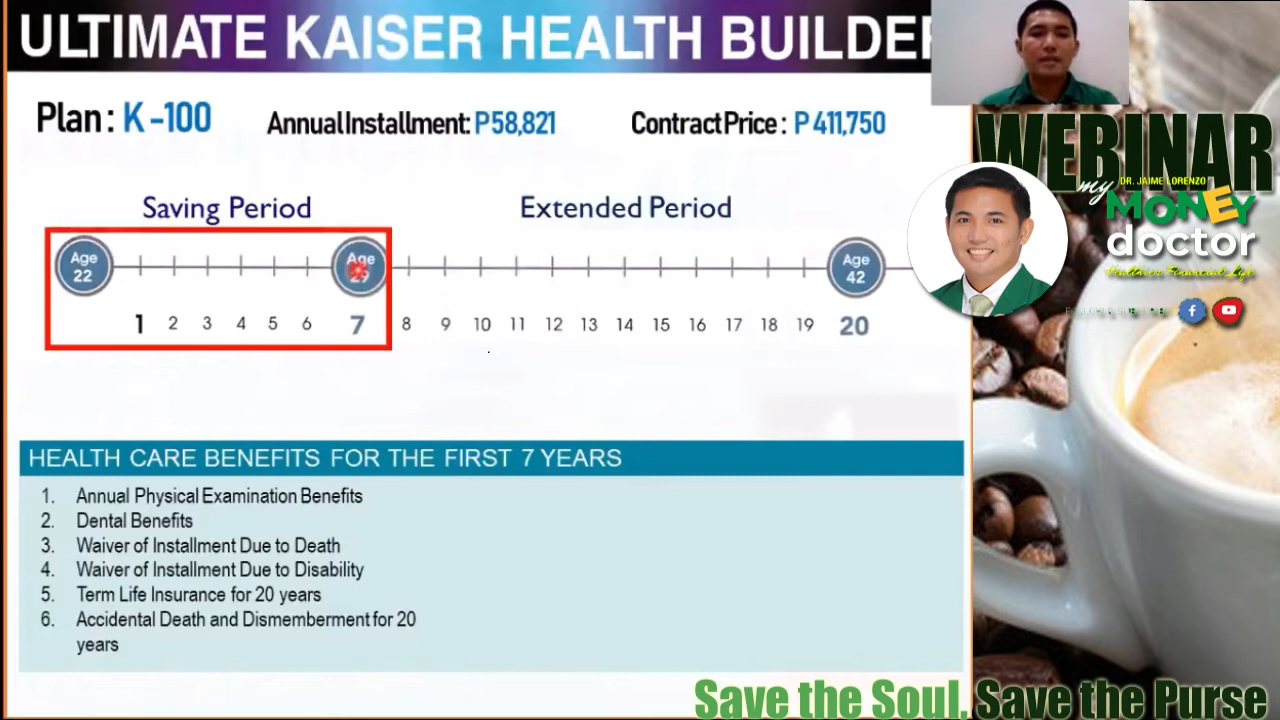 ULTIMATE KAISER HEALTH BUILDER
Plan : K -100
Annual Installment: P58,821
Contract Price : P 411,750
Saving Period
Extended Period
Age
22
Age
27
Age
42
1 2 3 4 5 6 7 8 9 10 11 12 13 14 15 16 17 18 19 20
HEALTH CARE BENEFITS FOR THE FIRST 7 YEARS
1. Annual Physical Examination Benefits
2. Dental Benefits
3. Waiver of Installment Due to Death
4. Waiver of Installment Due to Disability
5. Term Life Insurance for 20 years
6. Accidental Death and Dismemberment for 20
years
WEBINAR
DR. JAIME LORENZO
my MONEY
doctor
Healthier Financial Life
Save the Soul, Save the Purse